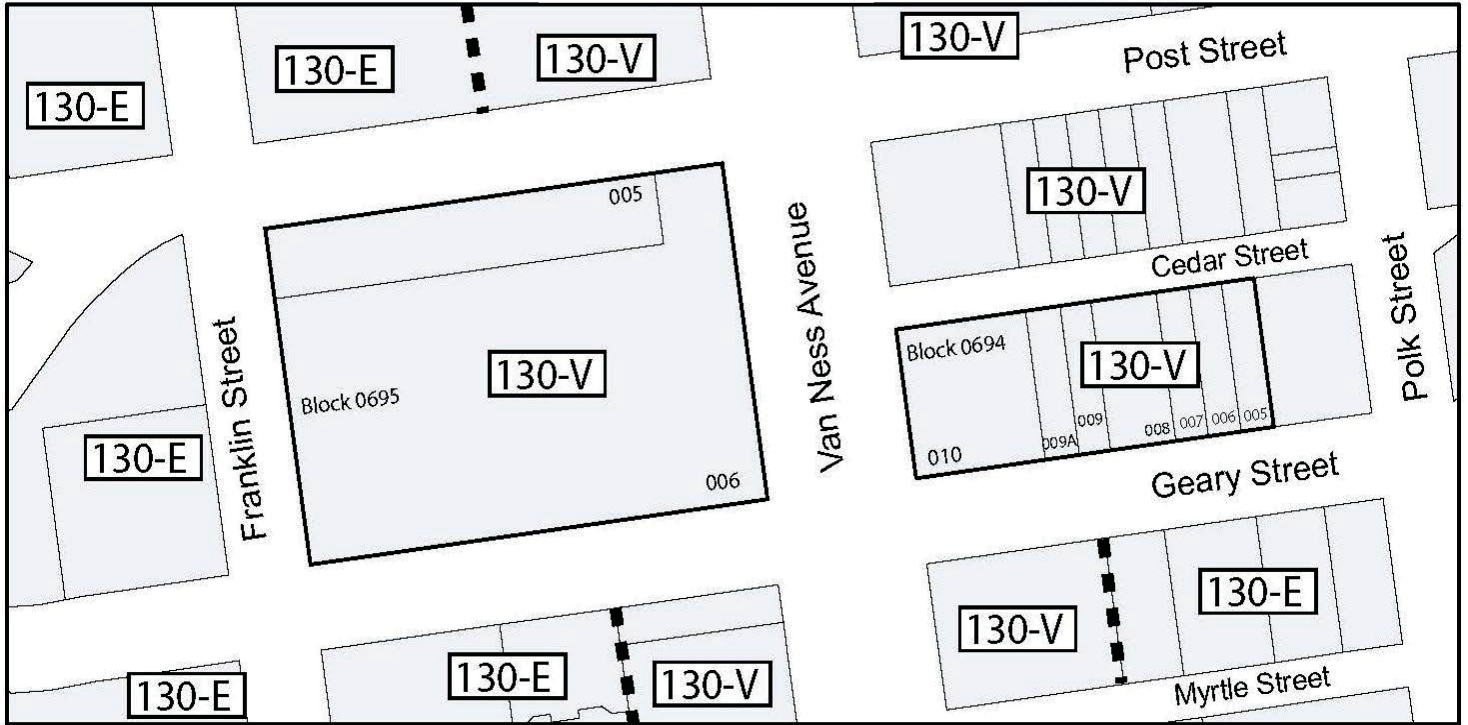 130-V
Post Street
130-E
130-V
130-E
005
130-V
Cedar Street
Van Ness Avenue
Polk Street
Franklin Street
Block 0695
130-V
006
Block 0694
130-V
010
009A
009
008
007
006
005
130-E
Geary Street
130-V
130-E
130-E
130-V
130-E
Myrtle Street